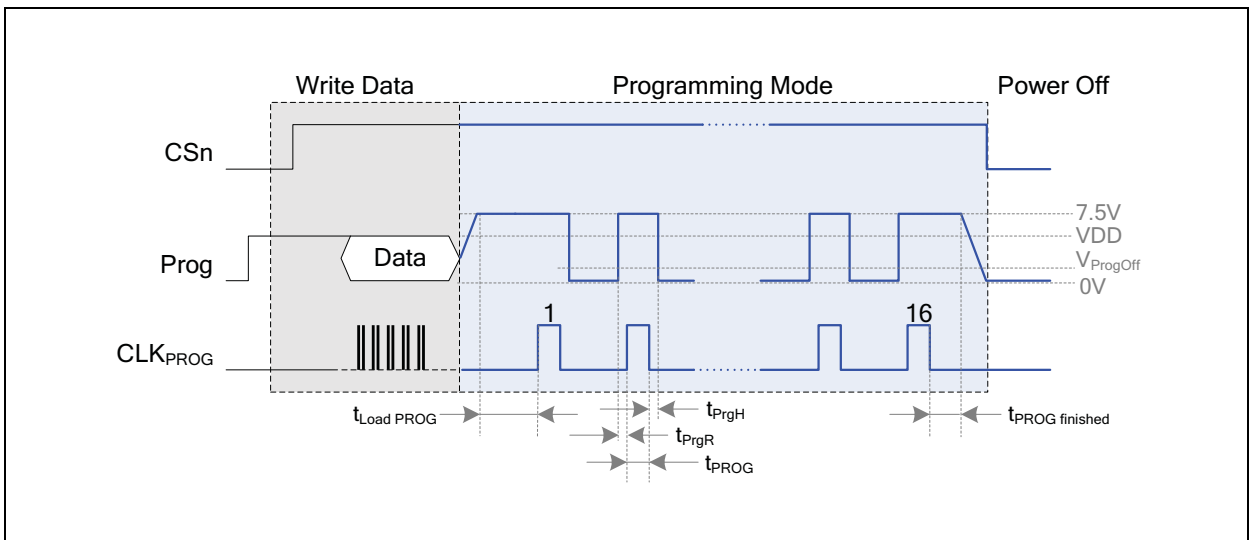 Write Data Programming Mode Power Off
CSn
7.5V
VDD
Prog Data VProgOff
0V
1 16
CLKPROG
tLoad PROG tPrgH tPROG finished
tPrgR
tPROG